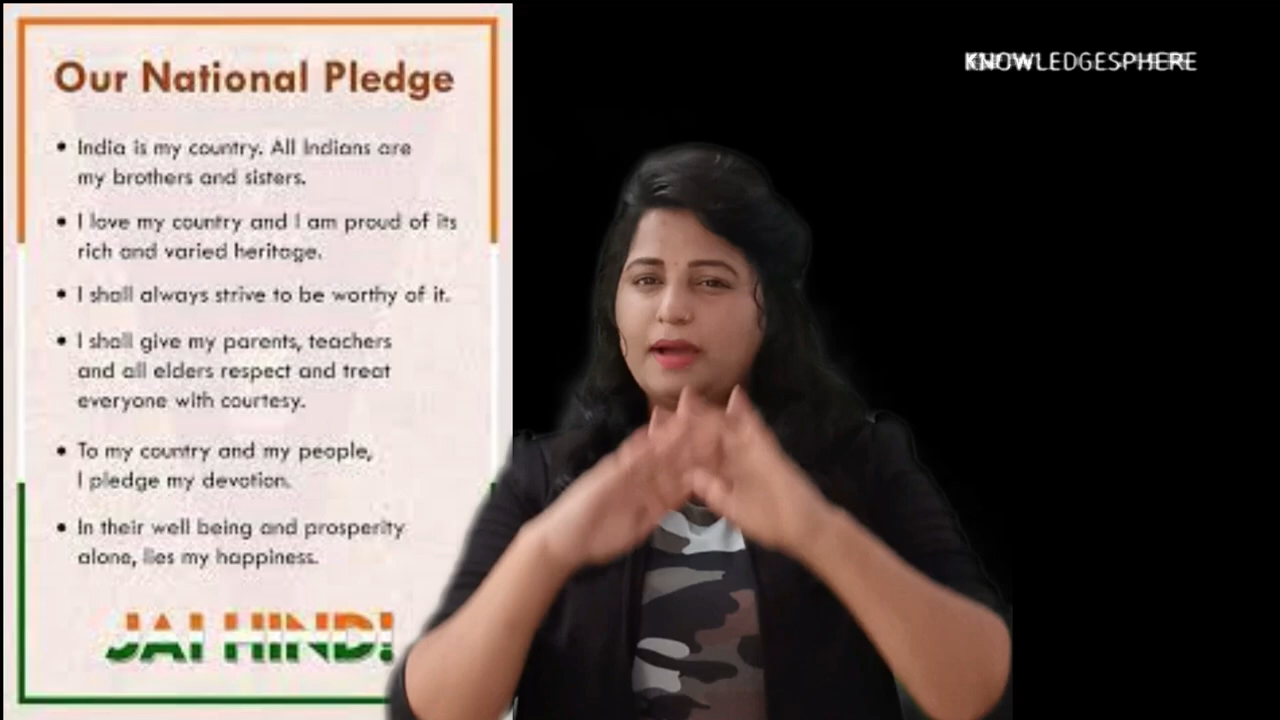 Our National Pledge
• India is my country. All Indians are
my brothers and sisters.
• I love my country and I am proud of its
rich and varied heritage.
• I shall always strive to be worthy of it.
• I shall give my parents, teachers
and all elders respect and treat
everyone with courtesy.
• To my country and my people,
I pledge my devotion.
• In their well being and prosperity
alone, lies my happiness.
JAI HIND!
KNOWLEDGESPHERE